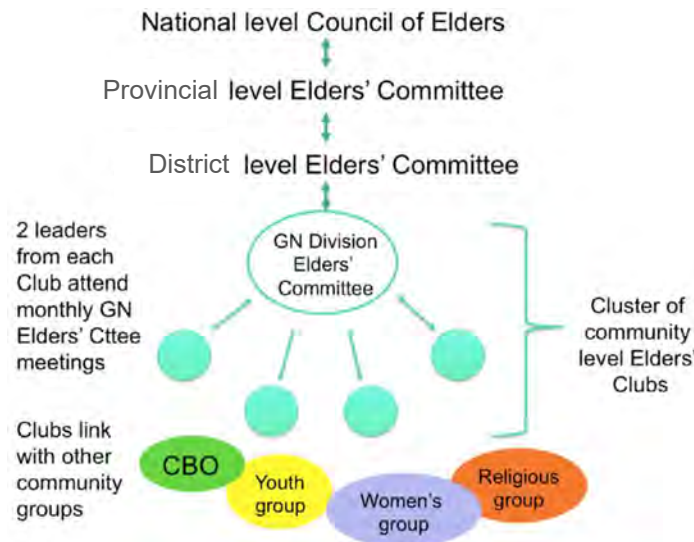 National level Council of Elders
Provincial level Elders' Committee
District level Elders' Committee
GN Division
Elders'
Committee
2 leaders
from each
Club attend
monthly GN
Elders' Cttee
meetings
Cluster of
community
level Elders'
Clubs
Clubs link
with other
community
groups
CBO
Youth
group
Women's
group
Religious
group